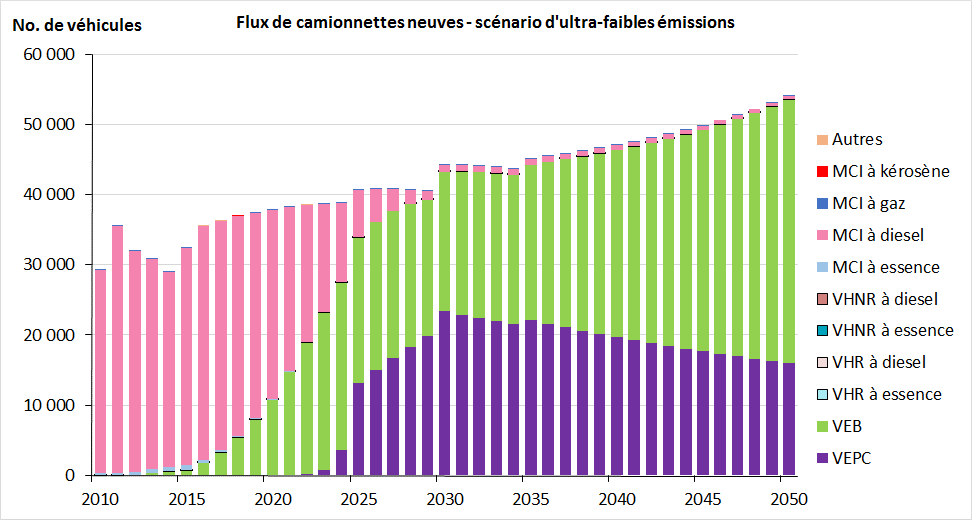 Flux de camionnettes neuves - scénario d'ultra-faibles émissions
No. de véhicules
60 000
50 000
40 000
30 000
20 000
10 000
0
2010
2015
2020
2025
2030
2035
2040
2045
2050
Autres
MCI à kérosène
MCI à gaz
MCI à diesel
MCI à essence
VHNR à diesel
VHNR à essence
VHR à diesel
VHR à essence
VEB
VEPC